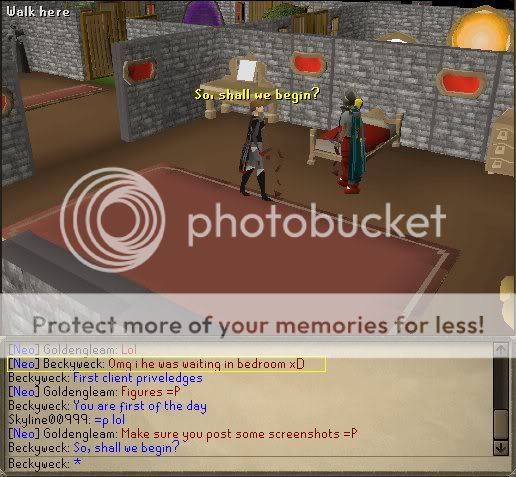 Walk here
So, shall we begin?
photobucket
Protect more of your memories for less!
[Neo] Goldengleam: Lol
[Neo] Beckyweck: Omg i he was waiting in bedroom xD
Beckyweck: First client priveledges
[Neo] Goldengleam: Figures =P
Beckyweck: You are first of the day
Skyline00999: =p lol
[Neo] Goldengleam: Make sure you post some screenshots =P
Beckyweck: So, shall we begin?
Beckyweck: *